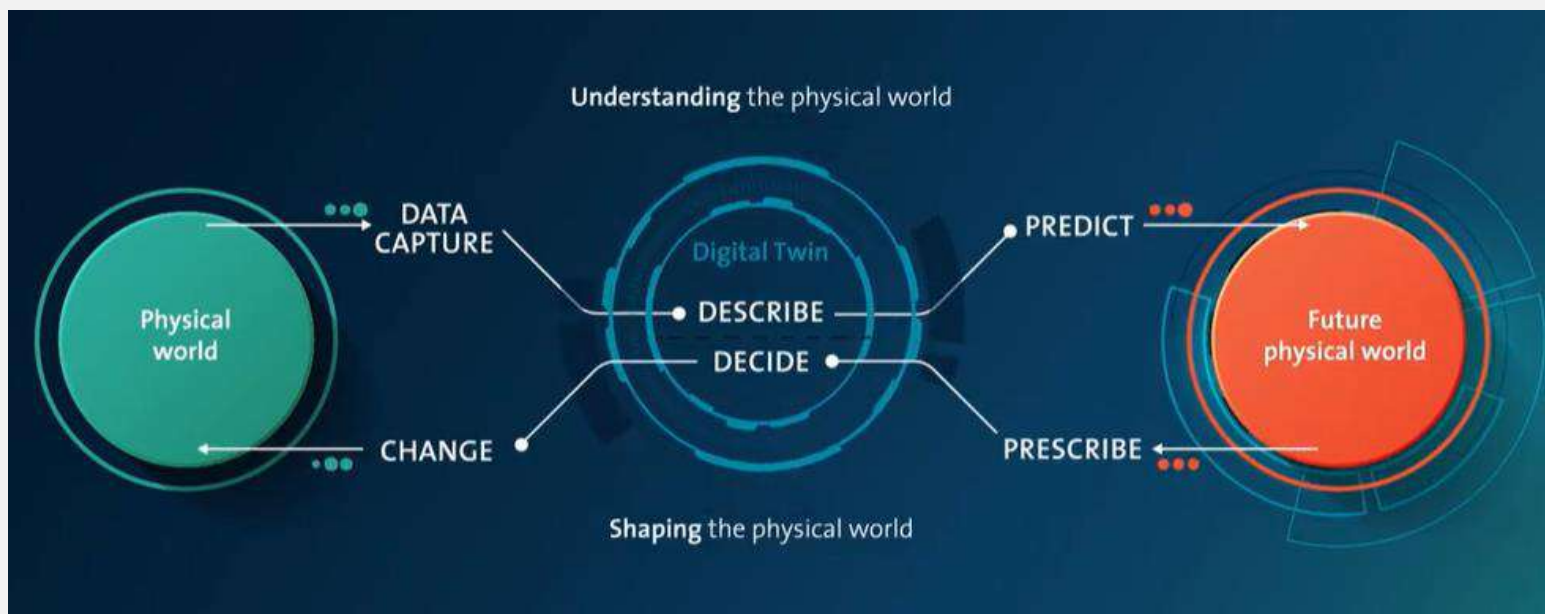 Understanding the physical world
DATA
CAPTURE
PREDICT
Digital Twin
Physical
world
DESCRIBE
DECIDE
Future
physical world
CHANGE
PRESCRIBE
Shaping the physical world